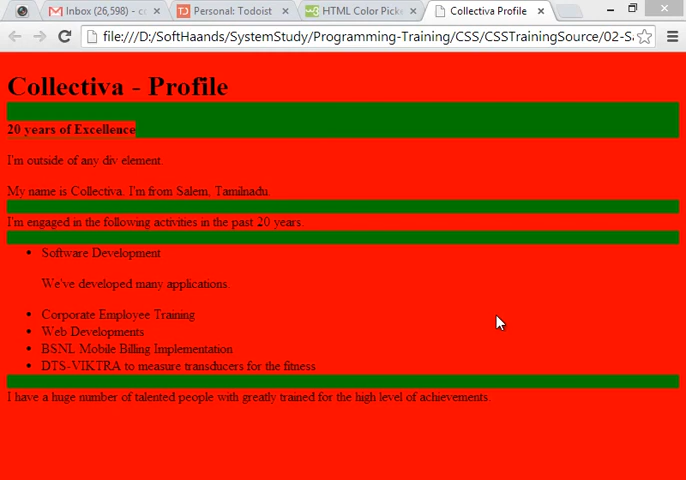 Inbox (26,598) - co
Personal: Todoist
HTML Color Picke
Collectiva Profile
file:///D:/SoftHaands/SystemStudy/Programming-Training/CSS/CSSTrainingSource/02-Sa
Collectiva - Profile
20 years of Excellence
I'm outside of any div element.
My name is Collectiva. I'm from Salem, Tamilnadu.
I'm engaged in the following activities in the past 20 years.
• Software Development
We've developed many applications.
• Corporate Employee Training
• Web Developments
• BSNL Mobile Billing Implementation
• DTS-VIKTRA to measure transducers for the fitness
I have a huge number of talented people with greatly trained for the high level of achievements.